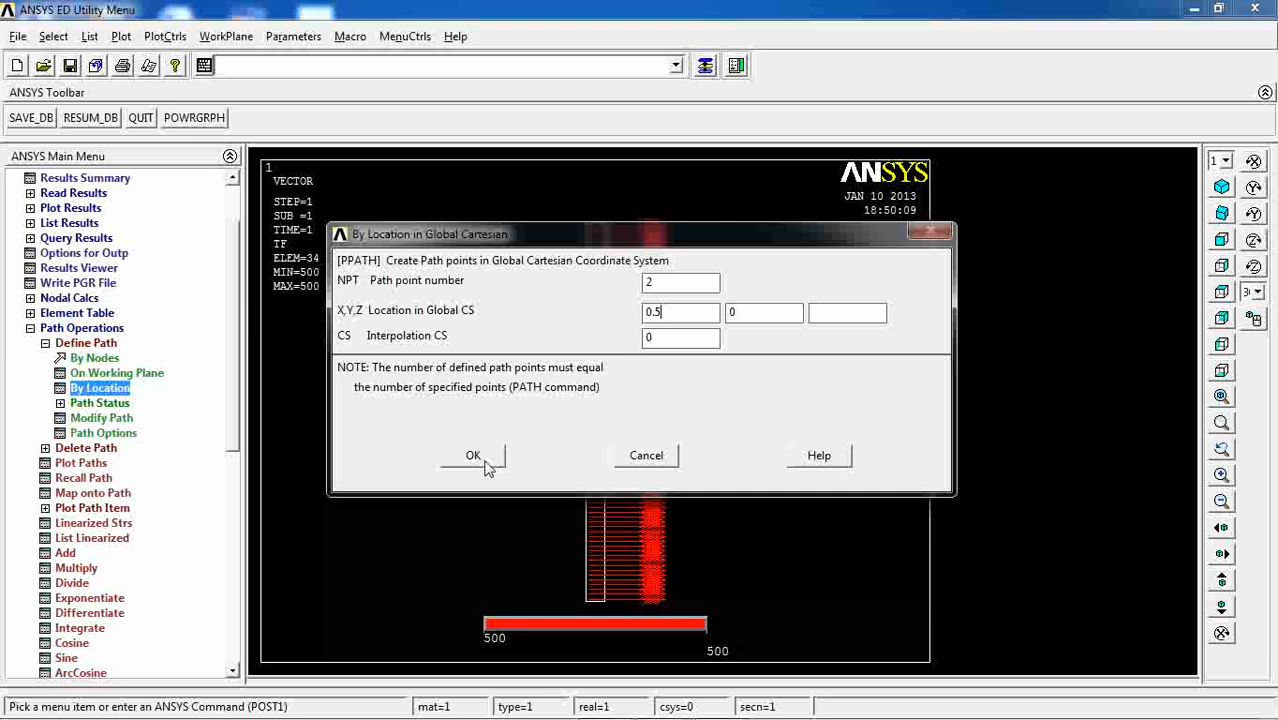 ANSYS ED Utility Menu
File Select List Plot PlotCtrls WorkPlane Parameters Macro MenuCtrls Help
ANSYS Toolbar
SAVE_DB RESUM_DB QUIT POWRGRPH
ANSYS Main Menu
Results Summary
Read Results
Plot Results
List Results
Query Results
Options for Outp
Results Viewer
Write PGR File
Nodal Calcs
Element Table
Path Operations
Define Path
By Nodes
On Working Plane
By Location
Path Status
Modify Path
Path Options
Delete Path
Plot Paths
Recall Path
Map onto Path
Plot Path Item
Linearized Strs
List Linearized
Add
Multiply
Divide
Exponentiate
Differentiate
Integrate
Cosine
Sine
ArcCosine
1
VECTOR
STEP=1
SUB =1
TIME=1
TF
ELEM=34
MIN=500
MAX=500
ANSYS
JAN 10 2013
18:50:09
By Location in Global Cartesian
[PPATH] Create Path points in Global Cartesian Coordinate System
NPT Path point number 2
X,Y,Z Location in Global CS 0.5 0
CS Interpolation CS 0
NOTE: The number of defined path points must equal
the number of specified points (PATH command)
OK Cancel Help
500
500
1
Pick a menu item or enter an ANSYS Command (POST1) mat=1 type=1 real=1 csys=0 secn=1